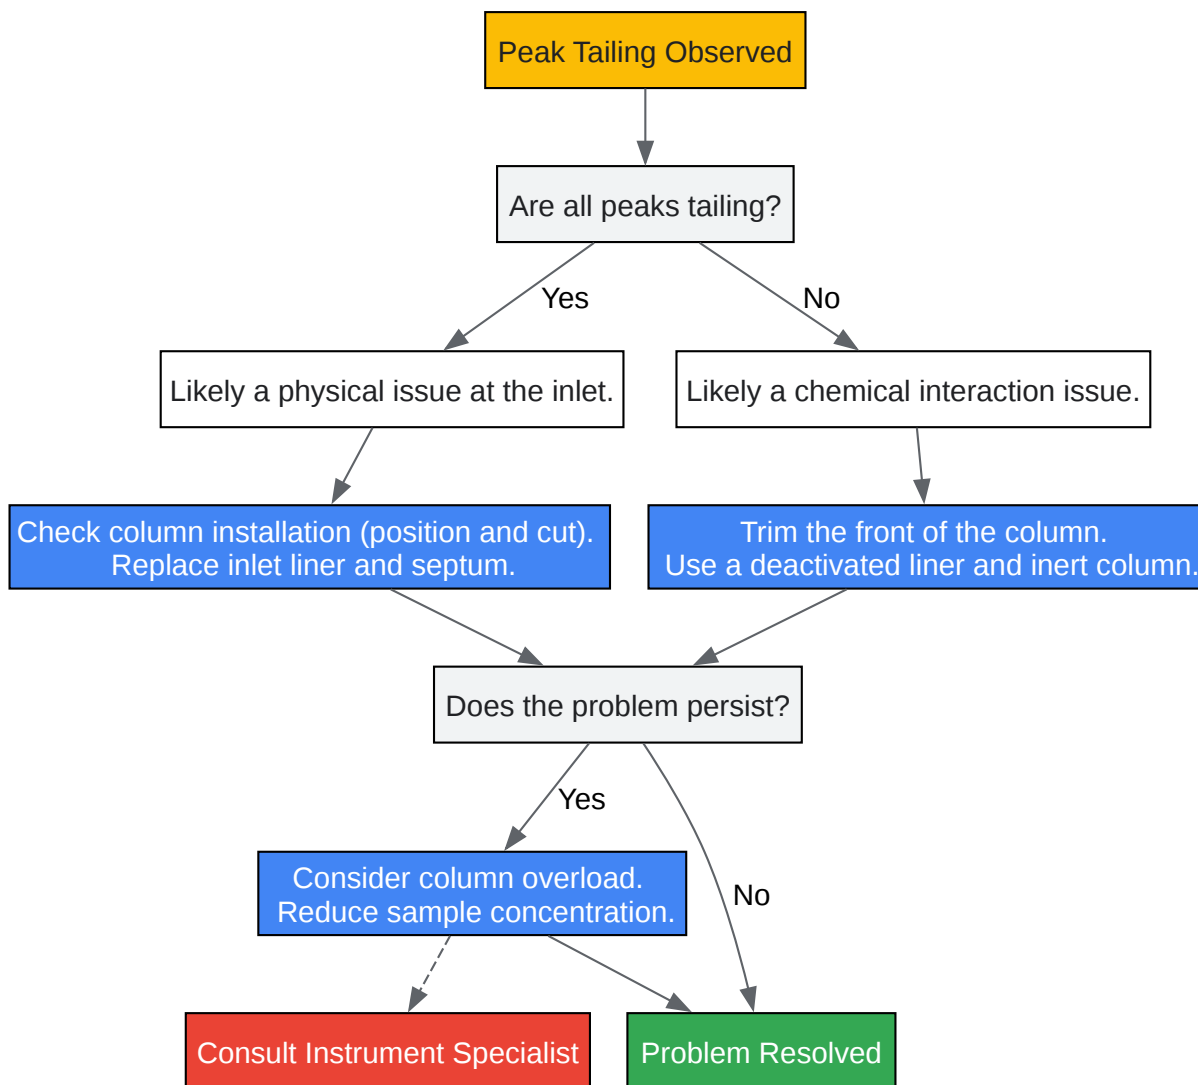 Peak Tailing Observed
Are all peaks tailing?
Yes
No
Likely a physical issue at the inlet.
Likely a chemical interaction issue.
Check column installation (position and cut).
Replace inlet liner and septum.
Trim the front of the column.
Use a deactivated liner and inert column.
Does the problem persist?
Yes
Consider column overload.
Reduce sample concentration.
No
Consult Instrument Specialist
Problem Resolved